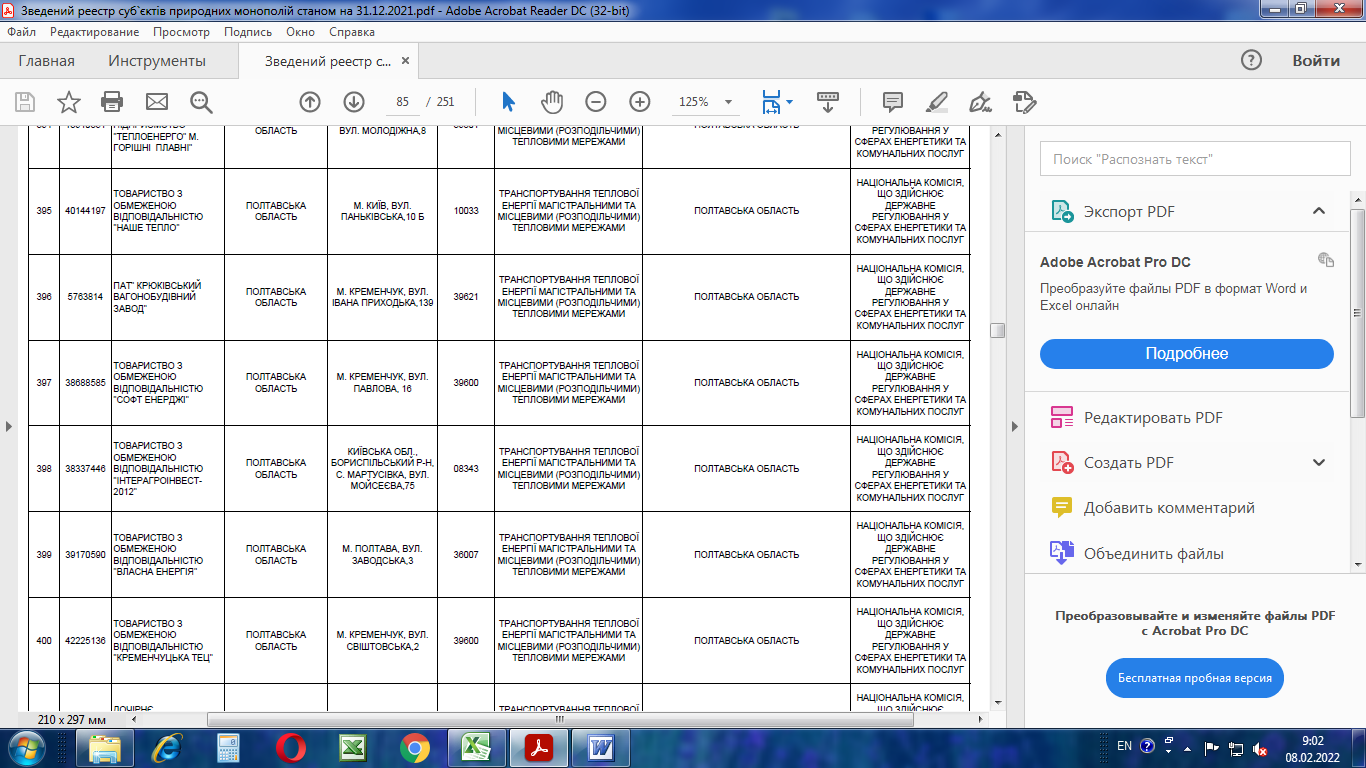 Зведений реєстр суб`єктів природних монополій станом на 31.12.2021.pdf - Adobe Acrobat Reader DC (32-bit)
Файл Редактирование Просмотр Подпись Окно Справка
Главная Инструменты Зведений реестр с... ×
Войти
85 / 251 125%
"ТЕПЛОЕНЕРГО" М.
ГОРІШНІ ПЛАВНІ"
ОБЛАСТЬ
ВУЛ. МОЛОДІЖНА,8
ЕНЕРГІЇ МАГІСТРАЛЬНИМИ ТА
МІСЦЕВИМИ (РОЗПОДІЛЬЧИМИ)
ТЕПЛОВИМИ МЕРЕЖАМИ
ПОЛТАВСЬКА ОБЛАСТЬ
РЕГУЛЮВАННЯ У
СФЕРАХ ЕНЕРГЕТИКИ ТА
КОМУНАЛЬНИХ ПОСЛУГ
395
40144197
ТОВАРИСТВО З
ОБМЕЖЕНОЮ
ВІДПОВІДАЛЬНІСТЮ
"НАШЕ ТЕПЛО"
ПОЛТАВСЬКА
ОБЛАСТЬ
М. КИЇВ, ВУЛ.
ПАНЬКІВСЬКА,10 Б
10033
ТРАНСПОРТУВАННЯ ТЕПЛОВОЇ
ЕНЕРГІЇ МАГІСТРАЛЬНИМИ ТА
МІСЦЕВИМИ (РОЗПОДІЛЬЧИМИ)
ТЕПЛОВИМИ МЕРЕЖАМИ
ПОЛТАВСЬКА ОБЛАСТЬ
НАЦІОНАЛЬНА КОМІСІЯ,
ЩО ЗДІЙСНЮЄ
ДЕРЖАВНЕ
РЕГУЛЮВАННЯ У
СФЕРАХ ЕНЕРГЕТИКИ ТА
КОМУНАЛЬНИХ ПОСЛУГ
396
5763814
ПАТ" КРЮКІВСЬКИЙ
ВАГОНОБУДІВНИЙ
ЗАВОД"
ПОЛТАВСЬКА
ОБЛАСТЬ
М. КРЕМЕНЧУК, ВУЛ.
ІВАНА ПРИХОДЬКА,139
39621
ТРАНСПОРТУВАННЯ ТЕПЛОВОЇ
ЕНЕРГІЇ МАГІСТРАЛЬНИМИ ТА
МІСЦЕВИМИ (РОЗПОДІЛЬЧИМИ)
ТЕПЛОВИМИ МЕРЕЖАМИ
ПОЛТАВСЬКА ОБЛАСТЬ
НАЦІОНАЛЬНА КОМІСІЯ,
ЩО ЗДІЙСНЮЄ
ДЕРЖАВНЕ
РЕГУЛЮВАННЯ У
СФЕРАХ ЕНЕРГЕТИКИ ТА
КОМУНАЛЬНИХ ПОСЛУГ
397
38688585
ТОВАРИСТВО З
ОБМЕЖЕНОЮ
ВІДПОВІДАЛЬНІСТЮ
"СОФТ ЕНЕРДЖІ"
ПОЛТАВСЬКА
ОБЛАСТЬ
М. КРЕМЕНЧУК, ВУЛ.
ПАВЛОВА, 16
39600
ТРАНСПОРТУВАННЯ ТЕПЛОВОЇ
ЕНЕРГІЇ МАГІСТРАЛЬНИМИ ТА
МІСЦЕВИМИ (РОЗПОДІЛЬЧИМИ)
ТЕПЛОВИМИ МЕРЕЖАМИ
ПОЛТАВСЬКА ОБЛАСТЬ
НАЦІОНАЛЬНА КОМІСІЯ,
ЩО ЗДІЙСНЮЄ
ДЕРЖАВНЕ
РЕГУЛЮВАННЯ У
СФЕРАХ ЕНЕРГЕТИКИ ТА
КОМУНАЛЬНИХ ПОСЛУГ
398
38337446
ТОВАРИСТВО З
ОБМЕЖЕНОЮ
ВІДПОВІДАЛЬНІСТЮ
"ІНТЕРАГРОІНВЕСТ-
2012"
ПОЛТАВСЬКА
ОБЛАСТЬ
КИЇВСЬКА ОБЛ.,
БОРИСПІЛЬСЬКИЙ Р-Н,
С. МАРТУСІВКА, ВУЛ.
МОЙСЕЄВА,75
08343
ТРАНСПОРТУВАННЯ ТЕПЛОВОЇ
ЕНЕРГІЇ МАГІСТРАЛЬНИМИ ТА
МІСЦЕВИМИ (РОЗПОДІЛЬЧИМИ)
ТЕПЛОВИМИ МЕРЕЖАМИ
ПОЛТАВСЬКА ОБЛАСТЬ
НАЦІОНАЛЬНА КОМІСІЯ,
ЩО ЗДІЙСНЮЄ
ДЕРЖАВНЕ
РЕГУЛЮВАННЯ У
СФЕРАХ ЕНЕРГЕТИКИ ТА
КОМУНАЛЬНИХ ПОСЛУГ
399
39170590
ТОВАРИСТВО З
ОБМЕЖЕНОЮ
ВІДПОВІДАЛЬНІСТЮ
"ВЛАСНА ЕНЕРГІЯ"
ПОЛТАВСЬКА
ОБЛАСТЬ
М. ПОЛТАВА, ВУЛ.
ЗАВОДСЬКА,3
36007
ТРАНСПОРТУВАННЯ ТЕПЛОВОЇ
ЕНЕРГІЇ МАГІСТРАЛЬНИМИ ТА
МІСЦЕВИМИ (РОЗПОДІЛЬЧИМИ)
ТЕПЛОВИМИ МЕРЕЖАМИ
ПОЛТАВСЬКА ОБЛАСТЬ
НАЦІОНАЛЬНА КОМІСІЯ,
ЩО ЗДІЙСНЮЄ
ДЕРЖАВНЕ
РЕГУЛЮВАННЯ У
СФЕРАХ ЕНЕРГЕТИКИ ТА
КОМУНАЛЬНИХ ПОСЛУГ
400
42225136
ТОВАРИСТВО З
ОБМЕЖЕНОЮ
ВІДПОВІДАЛЬНІСТЮ
"КРЕМЕНЧУЦЬКА ТЕЦ"
ПОЛТАВСЬКА
ОБЛАСТЬ
М. КРЕМЕНЧУК, ВУЛ.
СВІШТОВСЬКА,2
39600
ТРАНСПОРТУВАННЯ ТЕПЛОВОЇ
ЕНЕРГІЇ МАГІСТРАЛЬНИМИ ТА
МІСЦЕВИМИ (РОЗПОДІЛЬЧИМИ)
ТЕПЛОВИМИ МЕРЕЖАМИ
ПОЛТАВСЬКА ОБЛАСТЬ
НАЦІОНАЛЬНА КОМІСІЯ,
ЩО ЗДІЙСНЮЄ
ДЕРЖАВНЕ
РЕГУЛЮВАННЯ У
СФЕРАХ ЕНЕРГЕТИКИ ТА
КОМУНАЛЬНИХ ПОСЛУГ
ДОЧІРНЄ
ТРАНСПОРТУВАННЯ ТЕПЛОВОЇ
НАЦІОНАЛЬНА КОМІСІЯ,
ЩО ЗДІЙСНЮЄ
210 x 297 мм
Поиск "Распознать текст"
Экспорт PDF
Adobe Acrobat Pro DC
Преобразуйте файлы PDF в формат Word и
Excel онлайн
Подробнее
Редактировать PDF
Создать PDF
Добавить комментарий
Объединить файлы
Преобразовывайте и изменяйте файлы PDF
с Acrobat Pro DC
Бесплатная пробная версия
EN
9:02
08.02.2022